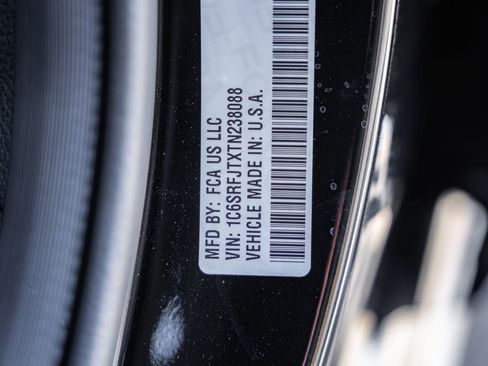 MFD BY: FCA US LLC
VIN: 1C6SRFJTXTN238088
VEHICLE MADE IN: U.S.A.